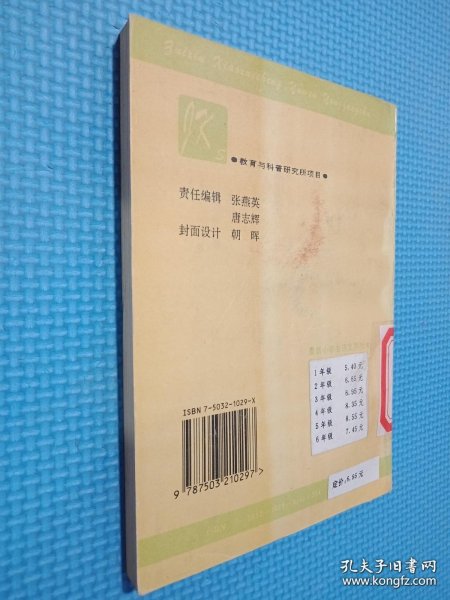 ●教育与科普研究所项目●
责任编辑 张燕英
唐志辉
封面设计 朝晖
1年级 5.40元
2年级 6.65元
3年级 6.95元
4年级 8.35元
5年级 8.55元
6年级 7.45元
定价：6.95元
ISBN7-5032-1029-X
9 787503 210297>
孔夫子旧书网
www.kongfz.com